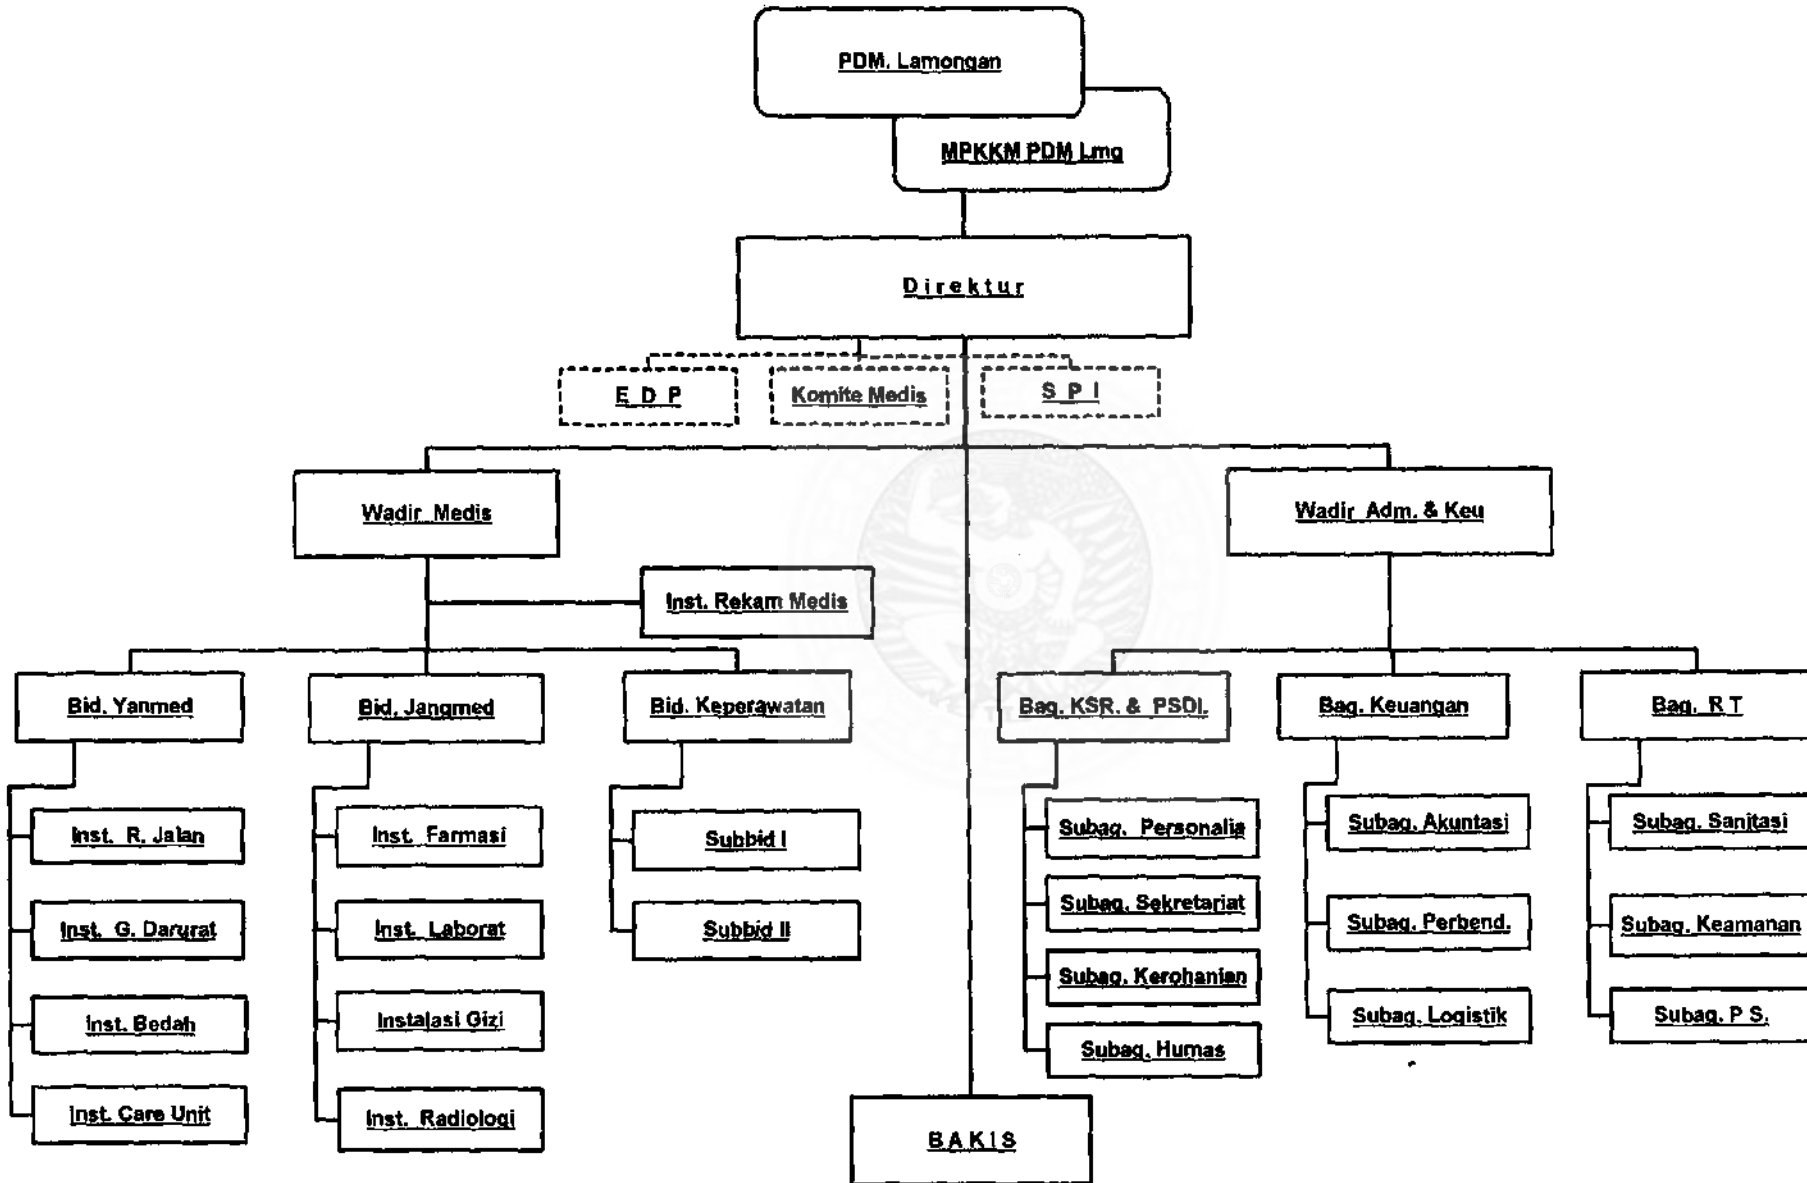 PDM. Lamongan
MPKKM PDM Lmg
Direktur
E D P
Komite Medis
S P I
Wadir Medis
Wadir Adm. & Keu
Inst. Rekam Medis
Bid. Yanmed
Bid. Jangmed
Bid. Keperawatan
Bag. KSR. & PSDI.
Bag. Keuangan
Bag. R T
Inst. R. Jalan
Inst. G. Darurat
Inst. Bedah
Inst. Care Unit
Inst. Farmasi
Inst. Laborat
Instalasi Gizi
Inst. Radiologi
Subbid I
Subbid II
Subag. Personalia
Subag. Sekretariat
Subag. Kerohanian
Subag. Humas
Subag. Akuntasi
Subag. Perbend.
Subag. Logistik
Subag. Sanitasi
Subag. Keamanan
Subag. P S.
B A K I S